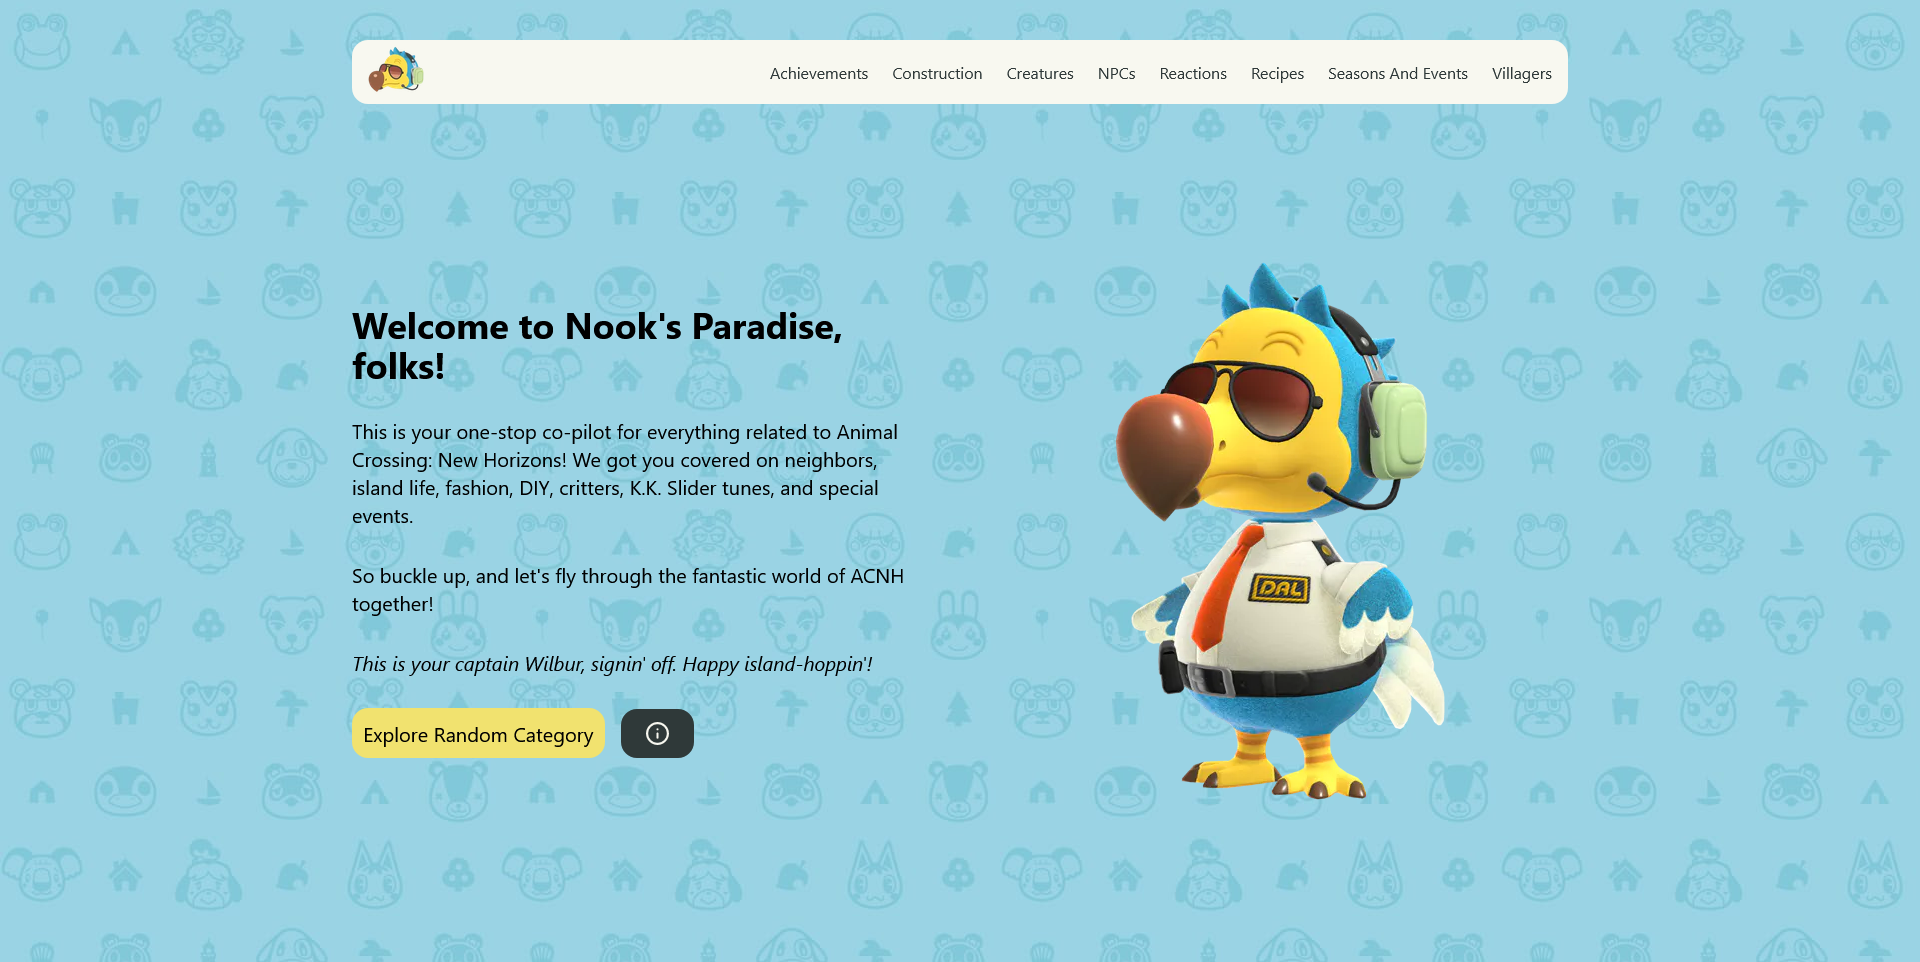 Achievements Construction Creatures NPCs Reactions Recipes Seasons And Events Villagers
Welcome to Nook's Paradise,
folks!
This is your one-stop co-pilot for everything related to Animal
Crossing: New Horizons! We got you covered on neighbors,
island life, fashion, DIY, critters, K.K. Slider tunes, and special
events.
So buckle up, and let's fly through the fantastic world of ACNH
together!
This is your captain Wilbur, signin' off. Happy island-hoppin'!
Explore Random Category
DAL